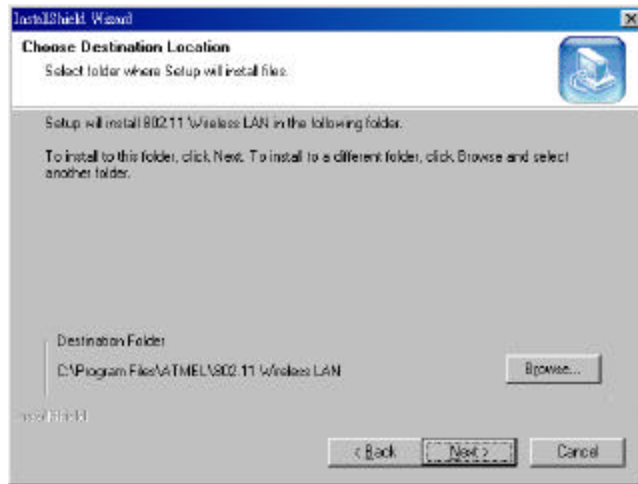 InstallShield Wizard
Choose Destination Location
Select folder where Setup will install files.
Setup will install 802.11 Wireless LAN in the following folder.
To install to this folder, click Next. To install to a different folder, click Browse and select
another folder.
Destination Folder
C:\Program Files\ATMEL\802.11 Wireless LAN
Browse...
InstallShield
< Back
Next >
Cancel